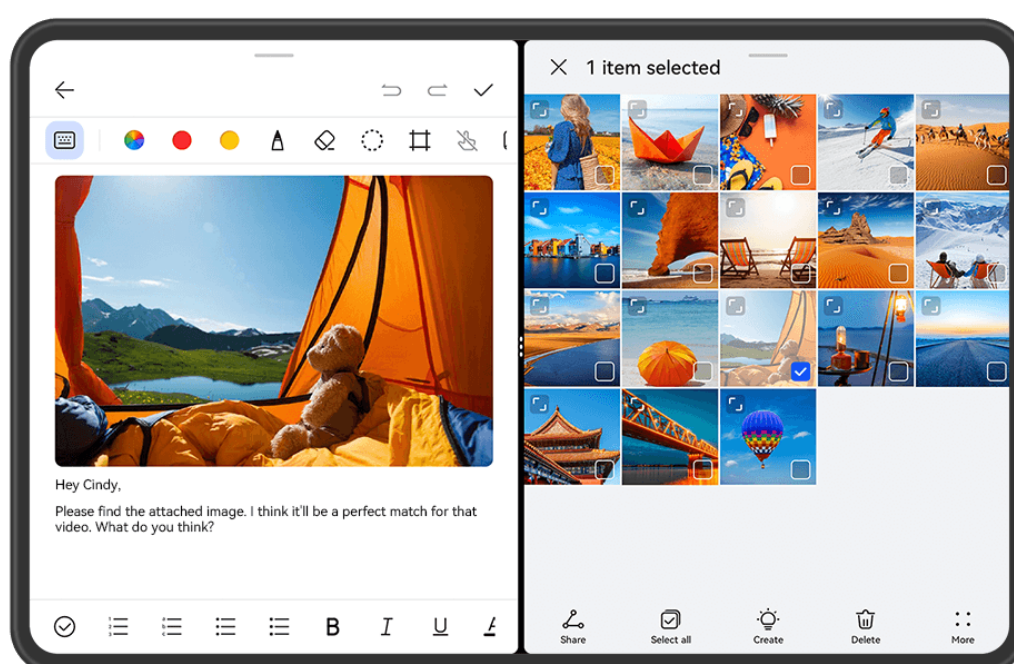 1 item selected
Hey Cindy,
Please find the attached image. I think it'll be a perfect match for that
video. What do you think?
B I U
Share Select all Create Delete More